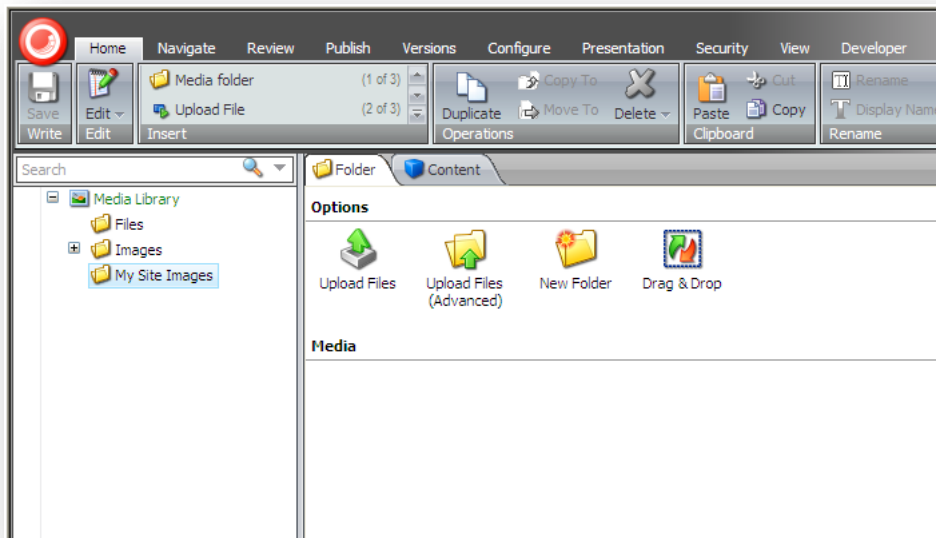 Home Navigate Review Publish Versions Configure Presentation Security View Developer
Media folder (1 of 3) Copy To Cut Rename
Save Edit Upload File (2 of 3) Duplicate Move To Delete Paste Copy Display Name
Write Edit Insert Operations Clipboard Rename
Search Folder Content
Media Library
Files
Images
My Site Images
Options
Upload Files Upload Files New Folder Drag & Drop
(Advanced)
Media